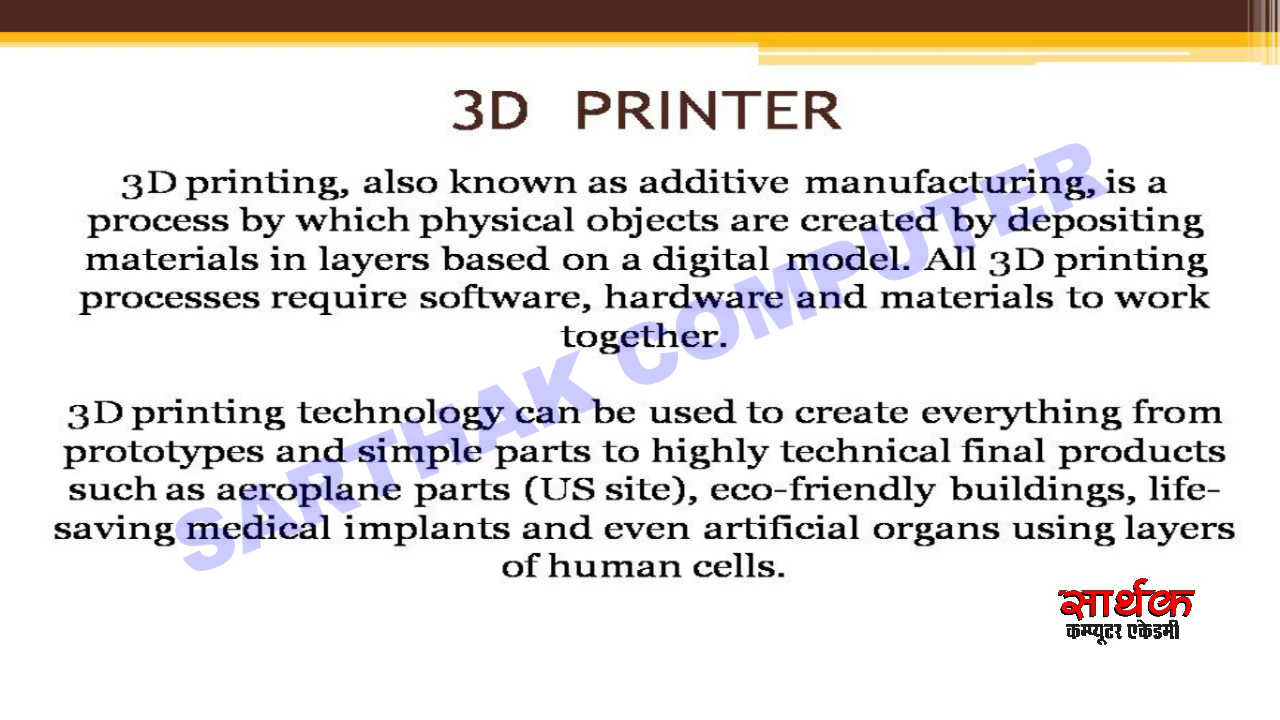 3D PRINTER
3D printing, also known as additive manufacturing, is a
process by which physical objects are created by depositing
materials in layers based on a digital model. All 3D printing
processes require software, hardware and materials to work
together.
3D printing technology can be used to create everything from
prototypes and simple parts to highly technical final products
such as aeroplane parts (US site), eco-friendly buildings, life-
saving medical implants and even artificial organs using layers
of human cells.
SARTHAK COMPUTER
सार्थक
कम्प्यूटर एकेडमी